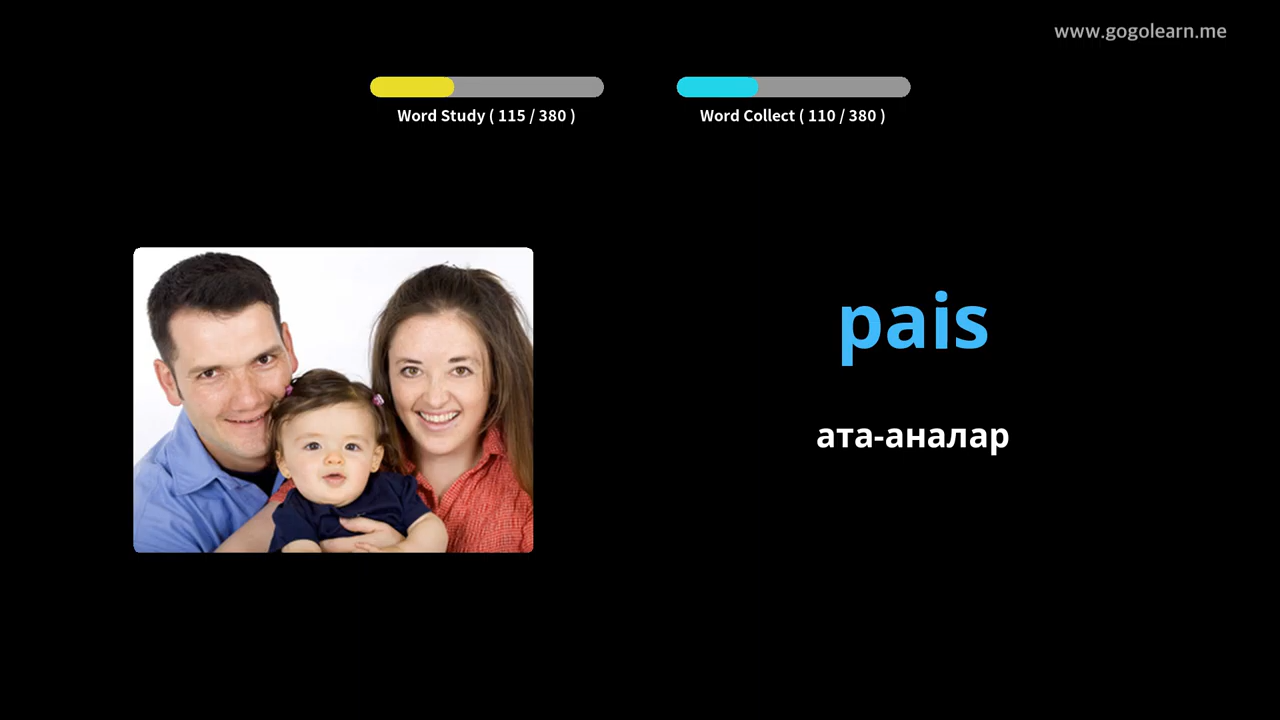 www.gogolearn.me
Word Study ( 115 / 380 )
Word Collect ( 110 / 380 )
pais
ата-аналар